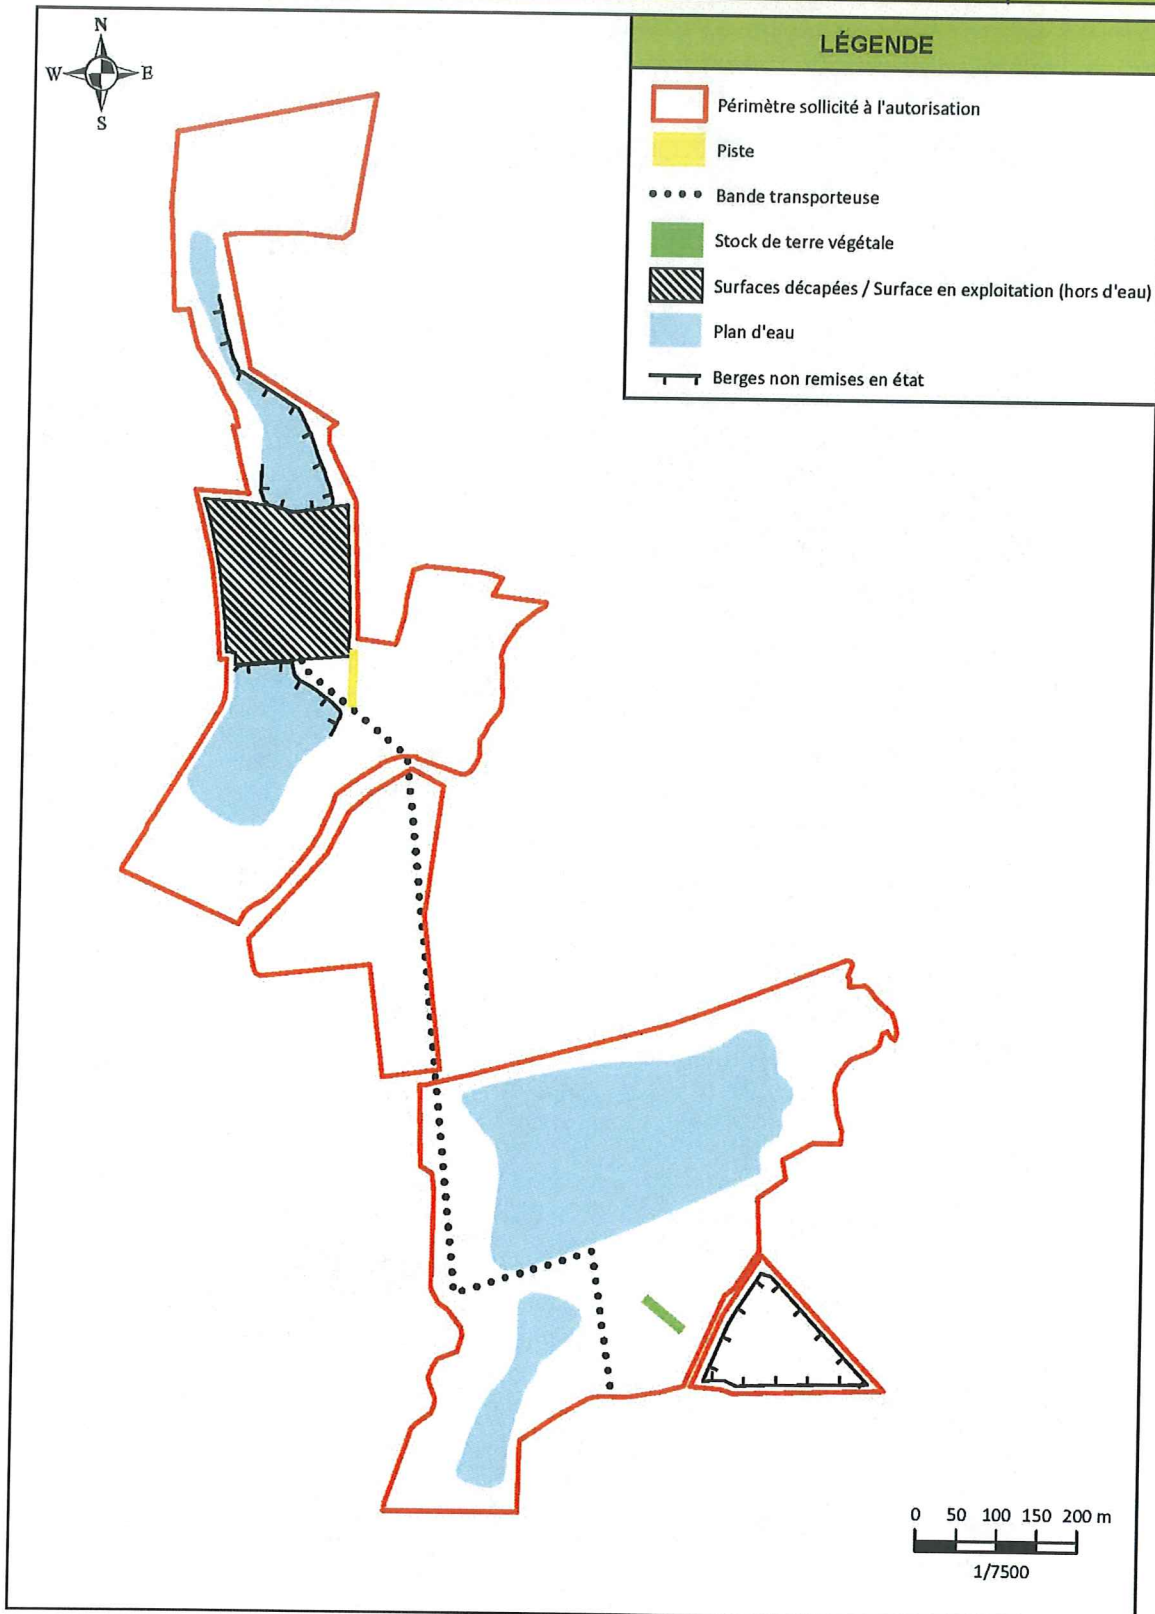 N
W E
S
LÉGENDE
Périmètre sollicité à l'autorisation
Piste
Bande transporteuse
Stock de terre végétale
Surfaces décapées / Surface en exploitation (hors d'eau)
Plan d'eau
Berges non remises en état
0 50 100 150 200 m
1/7500